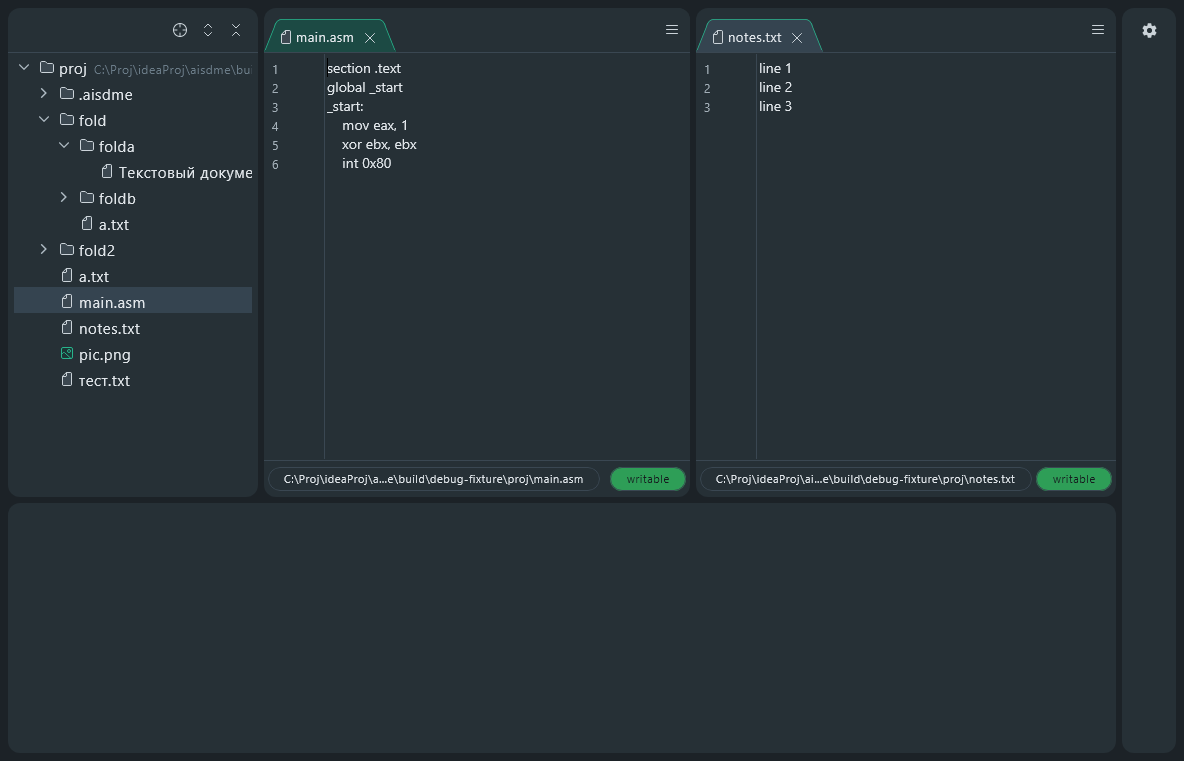 proj C:\Proj\ideaProj\aisdme\bu
.aisdme
fold
folda
Текстовый докуме
foldb
a.txt
fold2
a.txt
main.asm
notes.txt
pic.png
тест.txt
main.asm
1 section .text
2 global _start
3 _start:
4 mov eax, 1
5 xor ebx, ebx
6 int 0x80
C:\Proj\ideaProj\a...e\build\debug-fixture\proj\main.asm writable
notes.txt
1 line 1
2 line 2
3 line 3
C:\Proj\ideaProj\ai...e\build\debug-fixture\proj\notes.txt writable